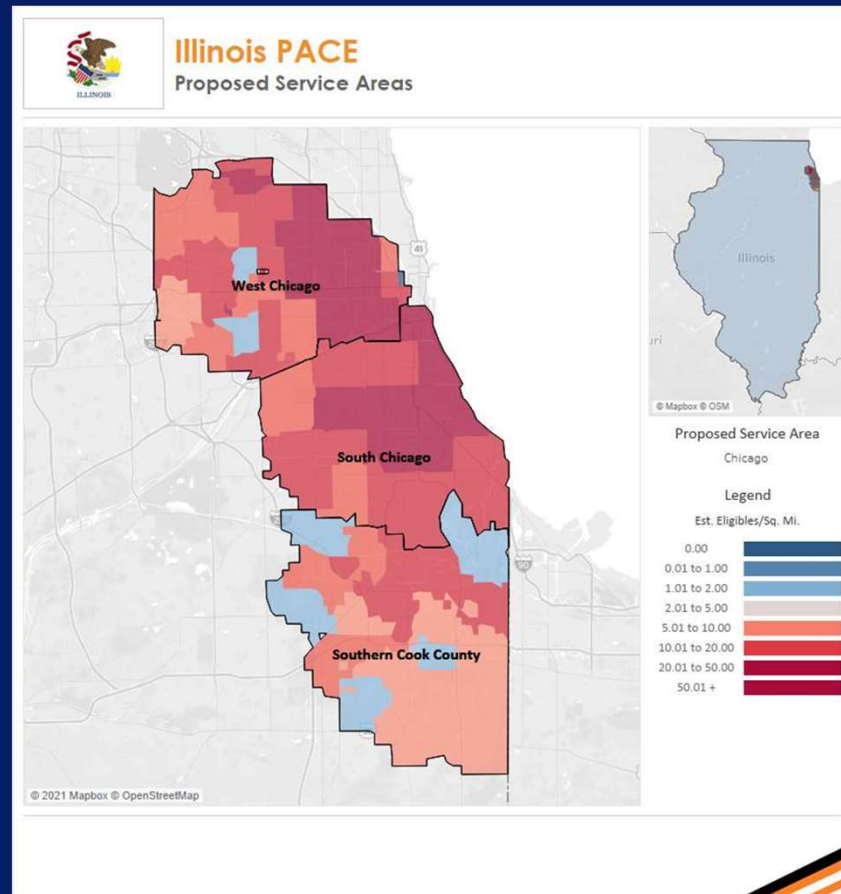 ILLINOIS
Illinois PACE
Proposed Service Areas
41
West Chicago
South Chicago
90
Southern Cook County
© 2021 Mapbox © OpenStreetMap
Illinois
uri
© Mapbox © OSM
Proposed Service Area
Chicago
Legend
Est. Eligibles/Sq. Mi.
0.00
0.01 to 1.00
1.01 to 2.00
2.01 to 5.00
5.01 to 10.00
10.01 to 20.00
20.01 to 50.00
50.01 +